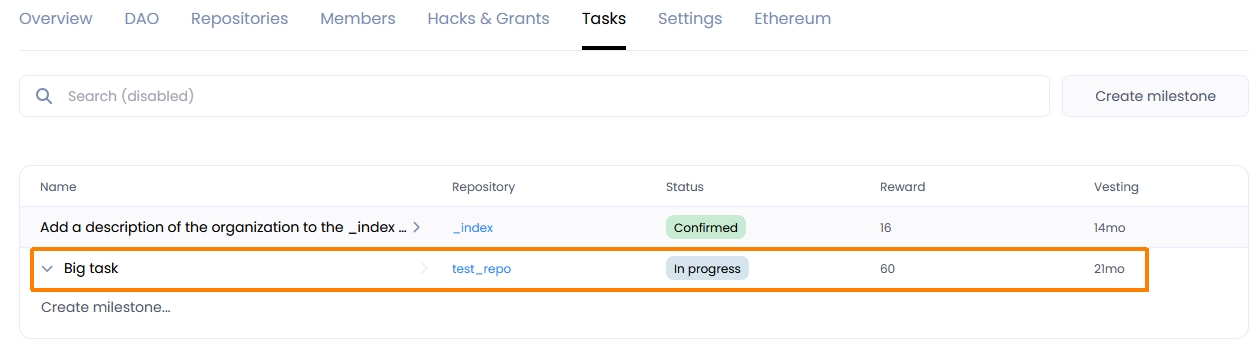 Overview DAO Repositories Members Hacks & Grants Tasks Settings Ethereum
Search (disabled) Create milestone
Name Repository Status Reward Vesting
Add a description of the organization to the _index ... _index Confirmed 16 14mo
Big task test_repo In progress 60 21mo
Create milestone...